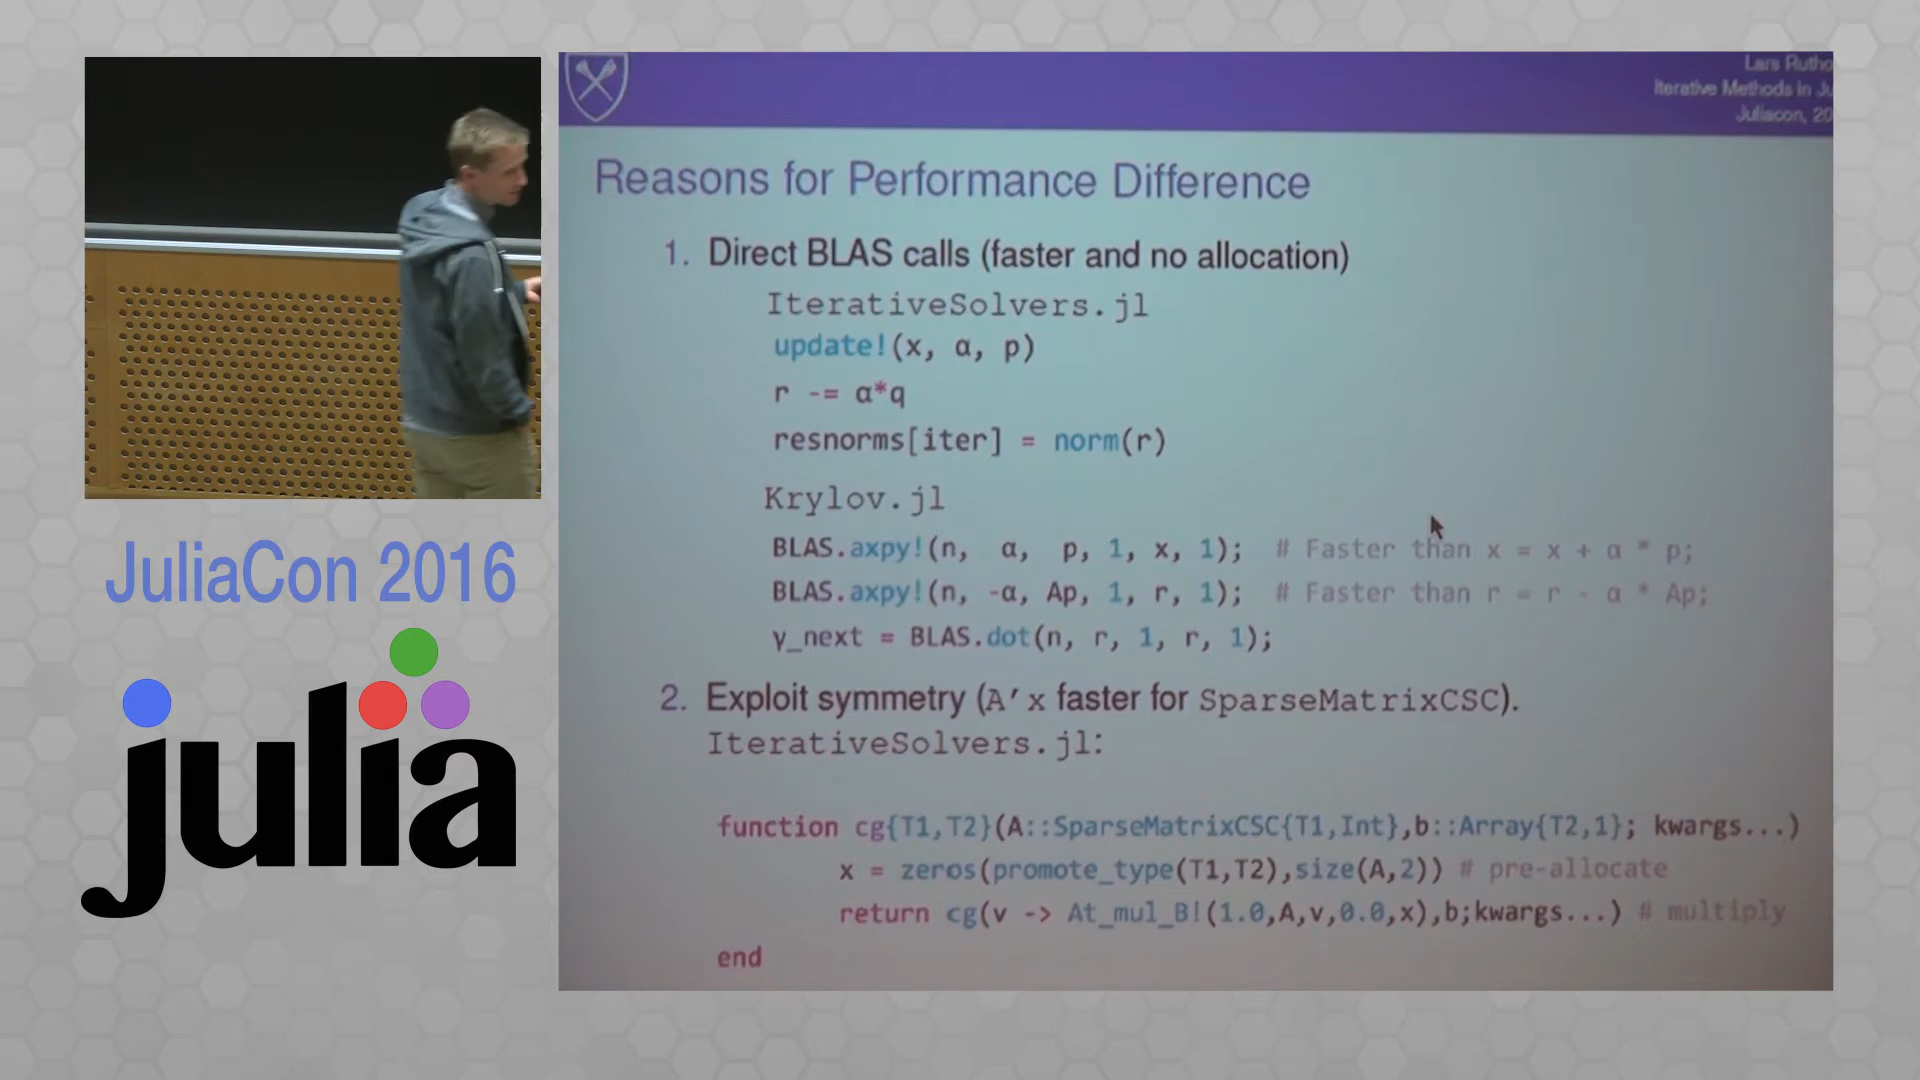 Lars Rutho
Iterative Methods in Ju
Juliacon, 20
Reasons for Performance Difference
1. Direct BLAS calls (faster and no allocation)
IterativeSolvers.jl
update!(x, α, p)
r -= α*q
resnorms[iter] = norm(r)
Krylov.jl
BLAS.axpy!(n, α, p, 1, x, 1); # Faster than x = x + α * p;
BLAS.axpy!(n, -α, Ap, 1, r, 1); # Faster than r = r - α * Ap;
γ_next = BLAS.dot(n, r, 1, r, 1);
2. Exploit symmetry (A′x faster for SparseMatrixCSC).
IterativeSolvers.jl:
function cg{T1,T2}(A::SparseMatrixCSC{T1,Int},b::Array{T2,1}; kwargs...)
x = zeros(promote_type(T1,T2),size(A,2)) # pre-allocate
return cg(v -> At_mul_B!(1.0,A,v,0.0,x),b;kwargs...) # multiply
end
JuliaCon 2016
julia